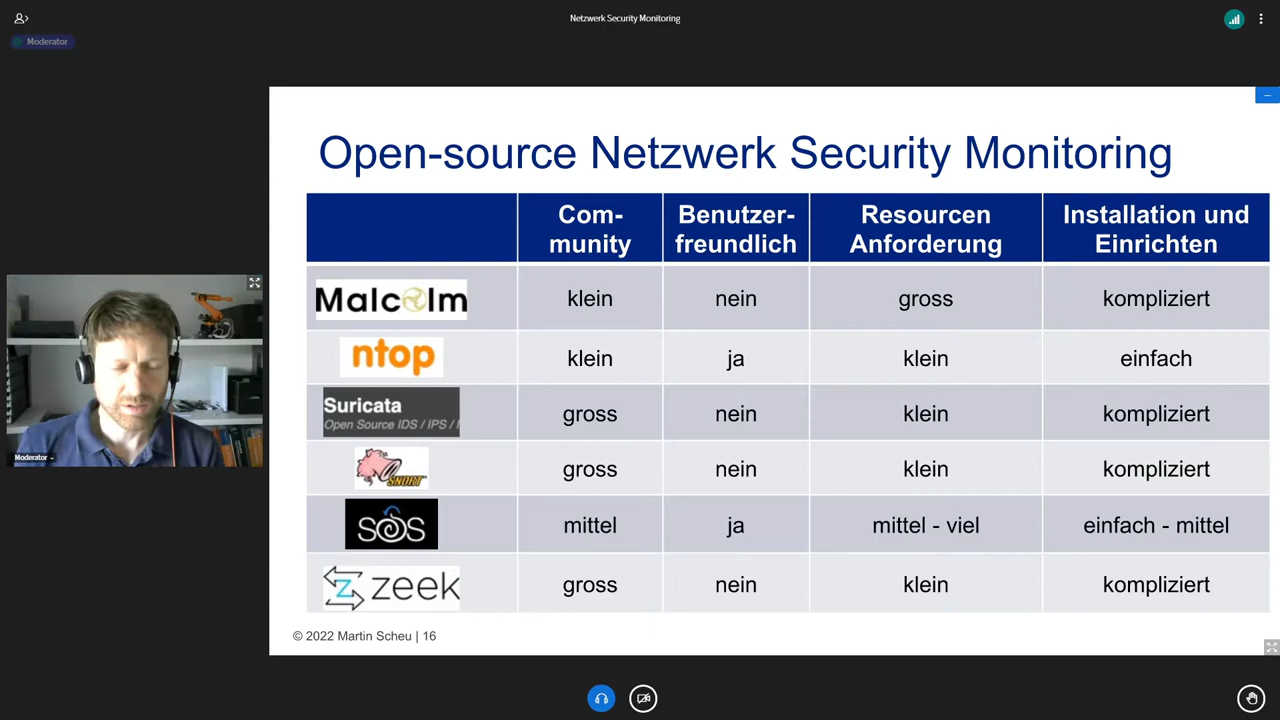 Netzwerk Security Monitoring
Moderator
Open-source Netzwerk Security Monitoring
Com-
munity
Benutzer-
freundlich
Resourcen
Anforderung
Installation und
Einrichten
Malcolm klein nein gross kompliziert
ntop klein ja klein einfach
Suricata
Open Source IDS / IPS /
gross nein klein kompliziert
SNORT gross nein klein kompliziert
SOS mittel ja mittel - viel einfach - mittel
zeek gross nein klein kompliziert
Moderator
© 2022 Martin Scheu | 16